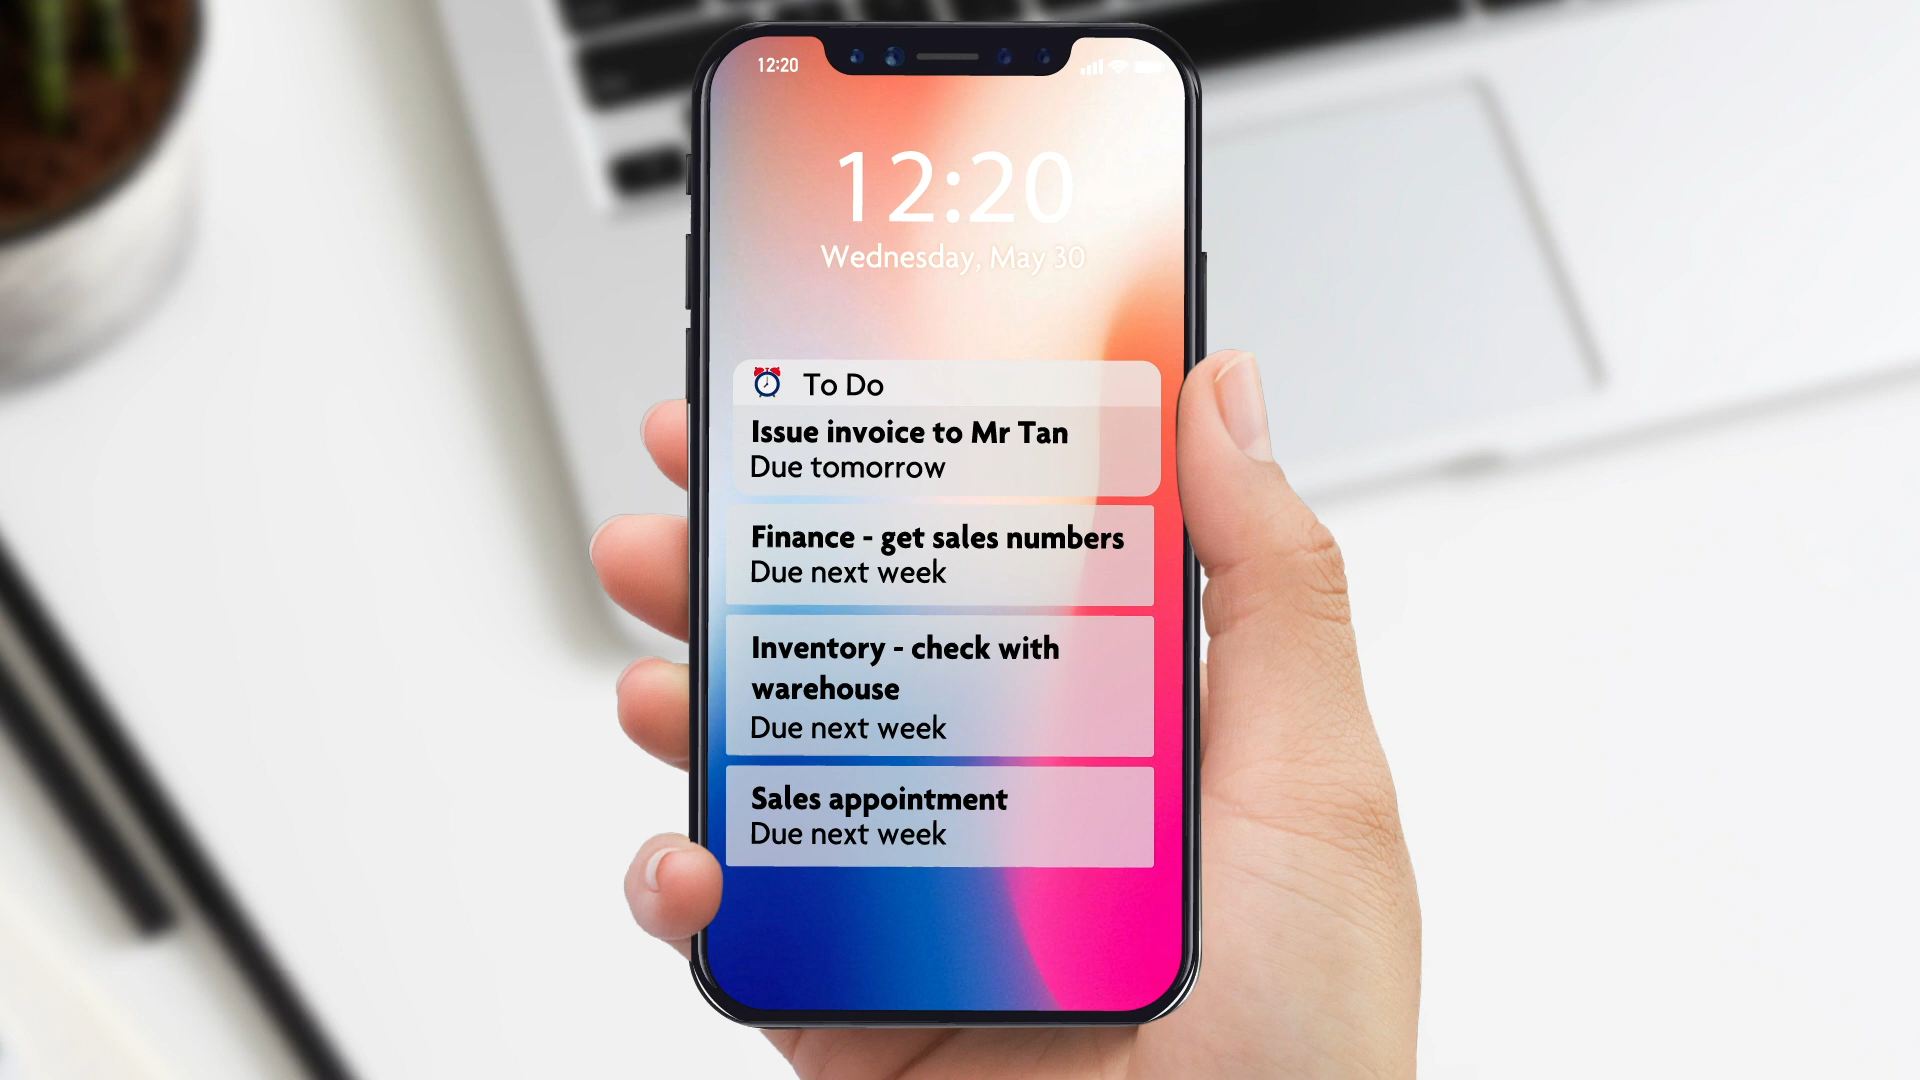 12:20
12:20
Wednesday, May 30
To Do
Issue invoice to Mr Tan
Due tomorrow
Finance - get sales numbers
Due next week
Inventory - check with
warehouse
Due next week
Sales appointment
Due next week